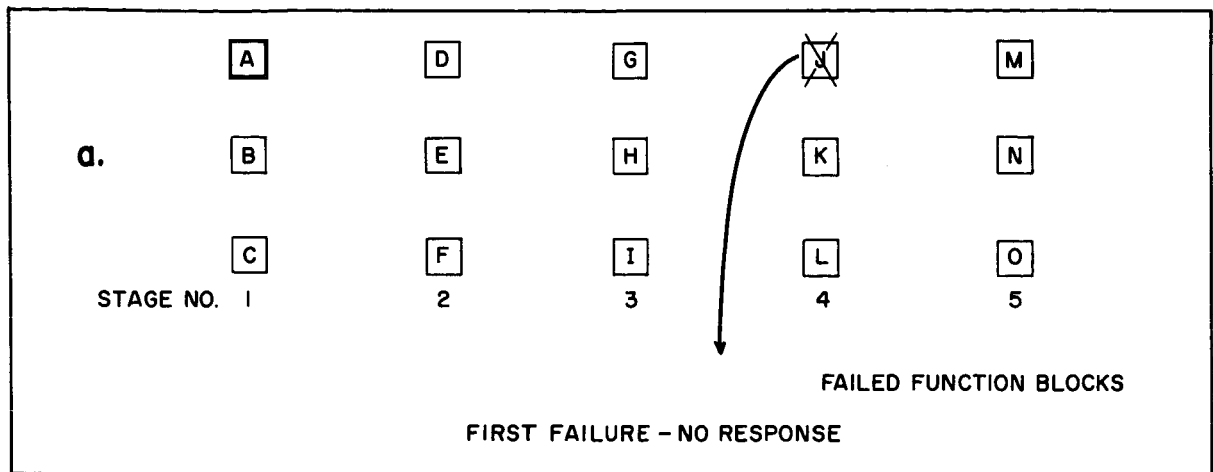 A D G J M
a. B E H K N
C F I L O
STAGE NO. 1 2 3 4 5
FAILED FUNCTION BLOCKS
FIRST FAILURE – NO RESPONSE